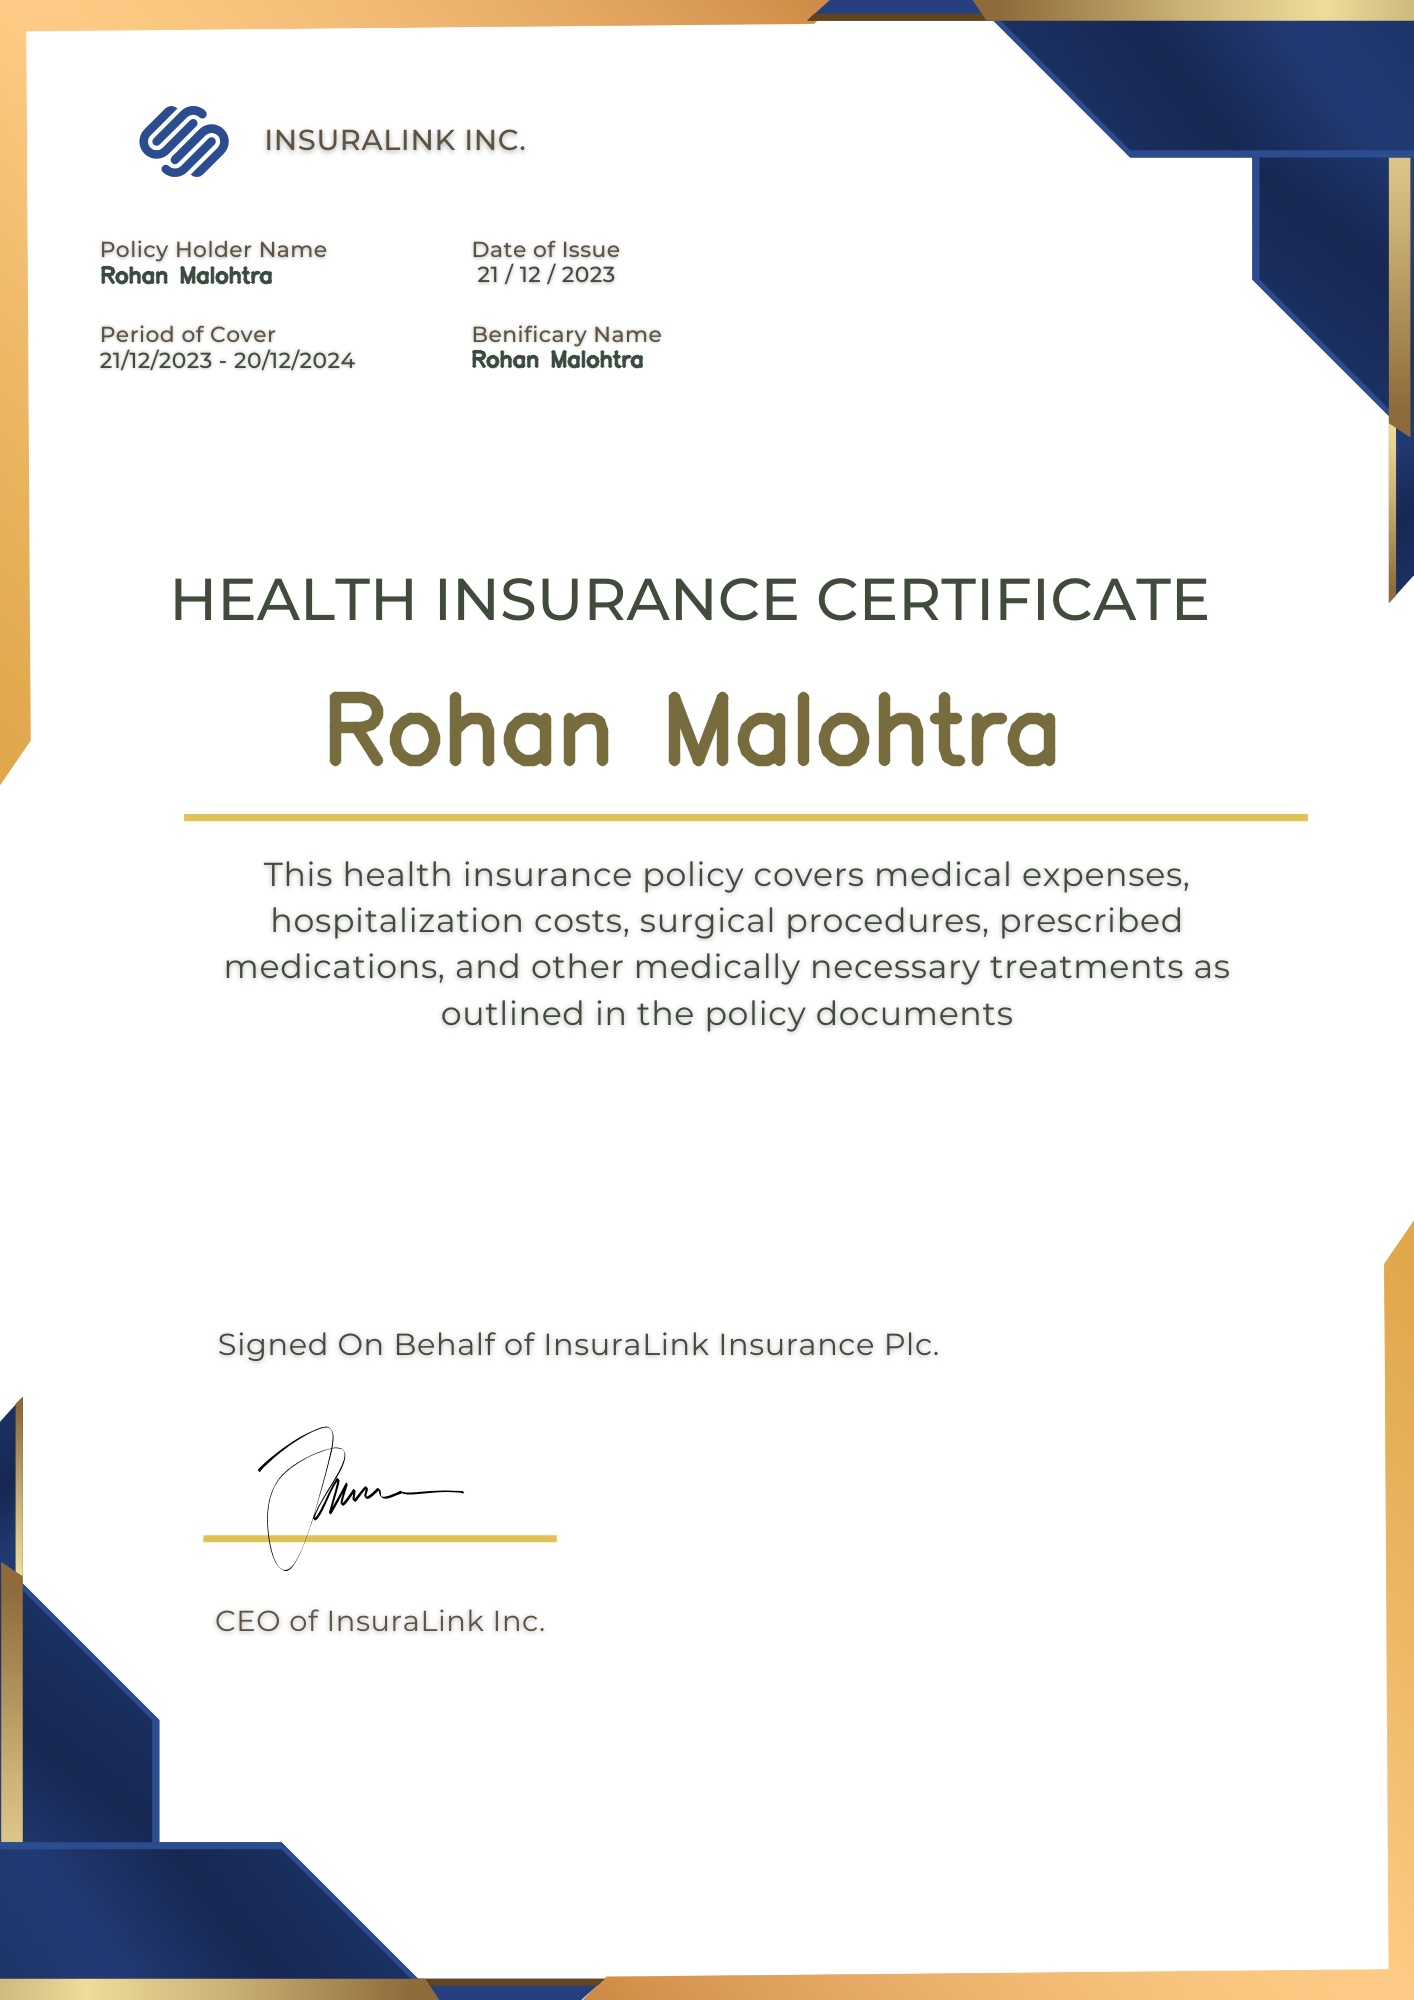 INSURALINK INC.
Policy Holder Name
Rohan Malohtra
Date of Issue
21 / 12 / 2023
Period of Cover
21/12/2023 - 20/12/2024
Benificary Name
Rohan Malohtra
HEALTH INSURANCE CERTIFICATE
Rohan Malohtra
This health insurance policy covers medical expenses,
hospitalization costs, surgical procedures, prescribed
medications, and other medically necessary treatments as
outlined in the policy documents
Signed On Behalf of InsuraLink Insurance Plc.
CEO of InsuraLink Inc.